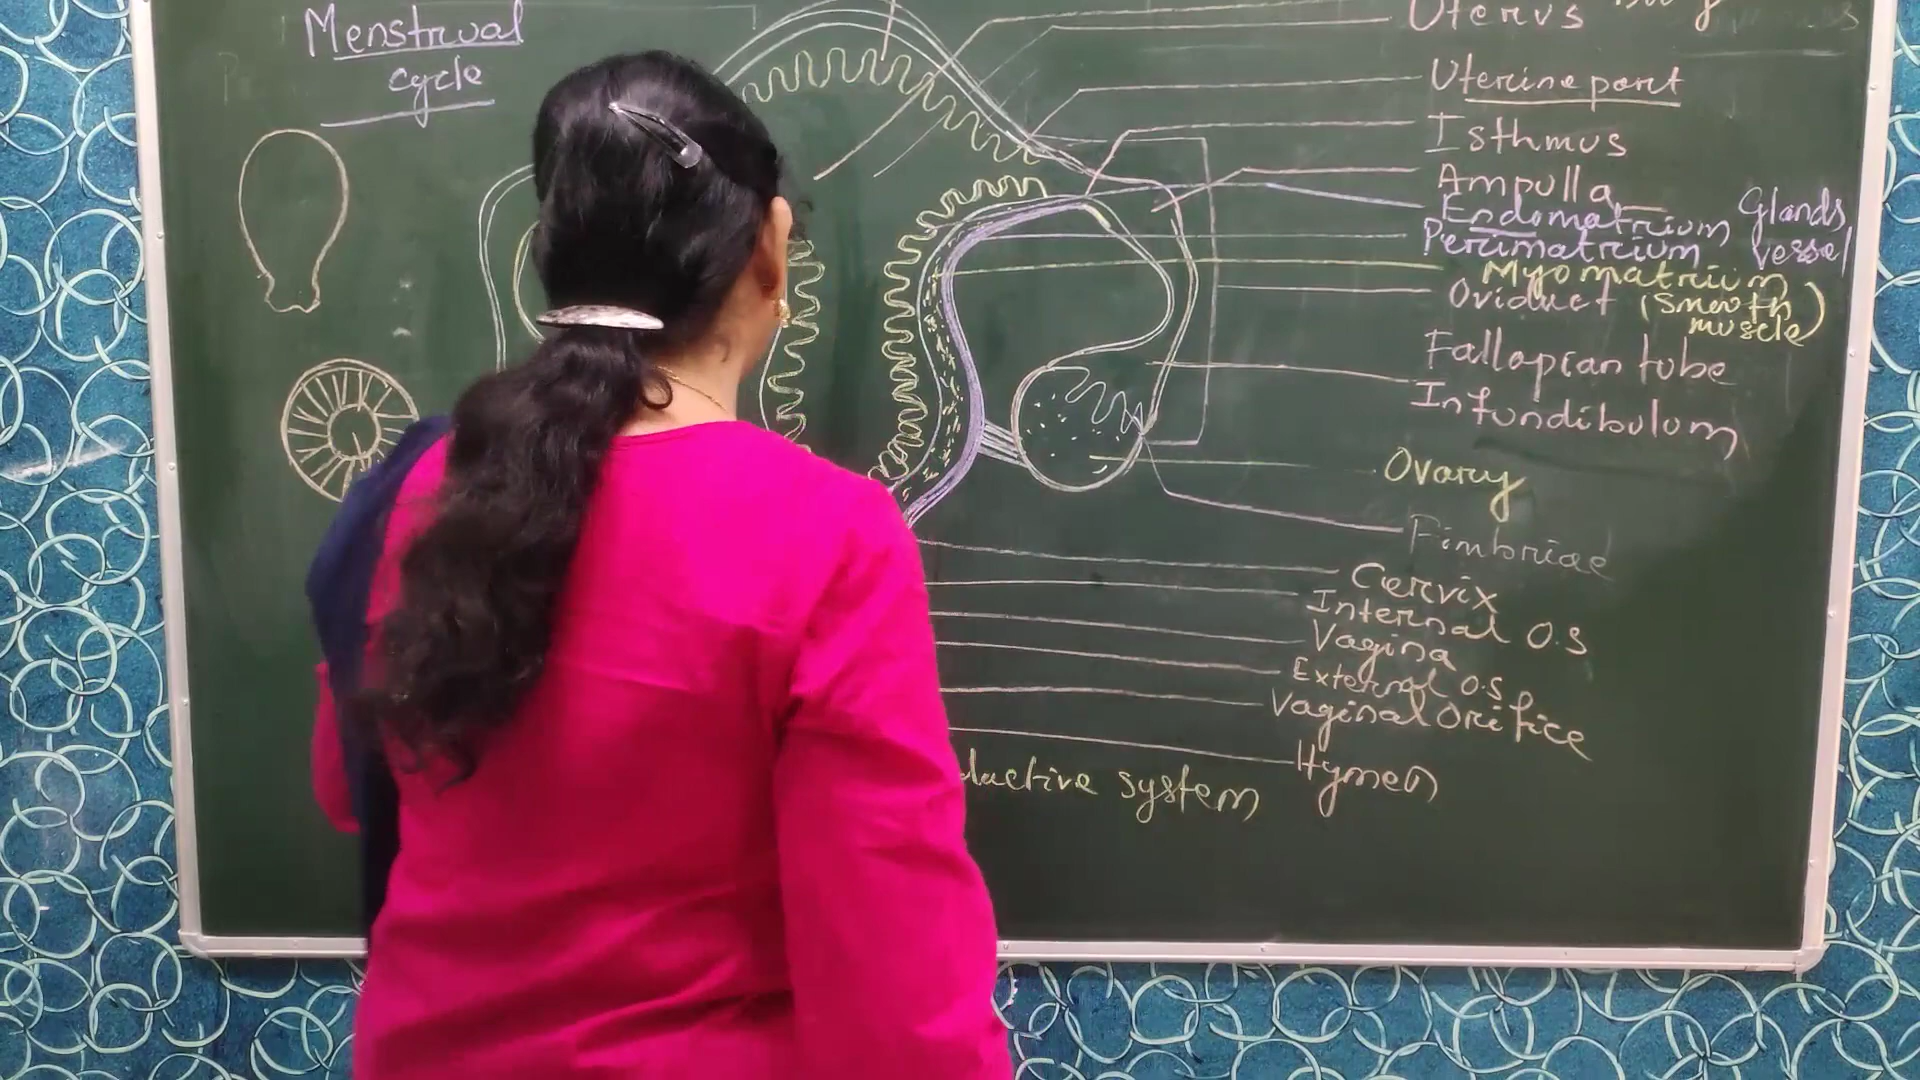 Menstrual
cycle
Uterus
Uterine part
Isthmus
Ampulla
Endomatrium Glands,
Perimatrium Vessel
Myomatrium
Oviduct (Smooth
muscle)
Fallopian tube
Infundibulum
Ovary
Fimbriae
Cervix
Internal O.S
Vagina
External O.S
Vaginal Orifice
Hymen
ductive system